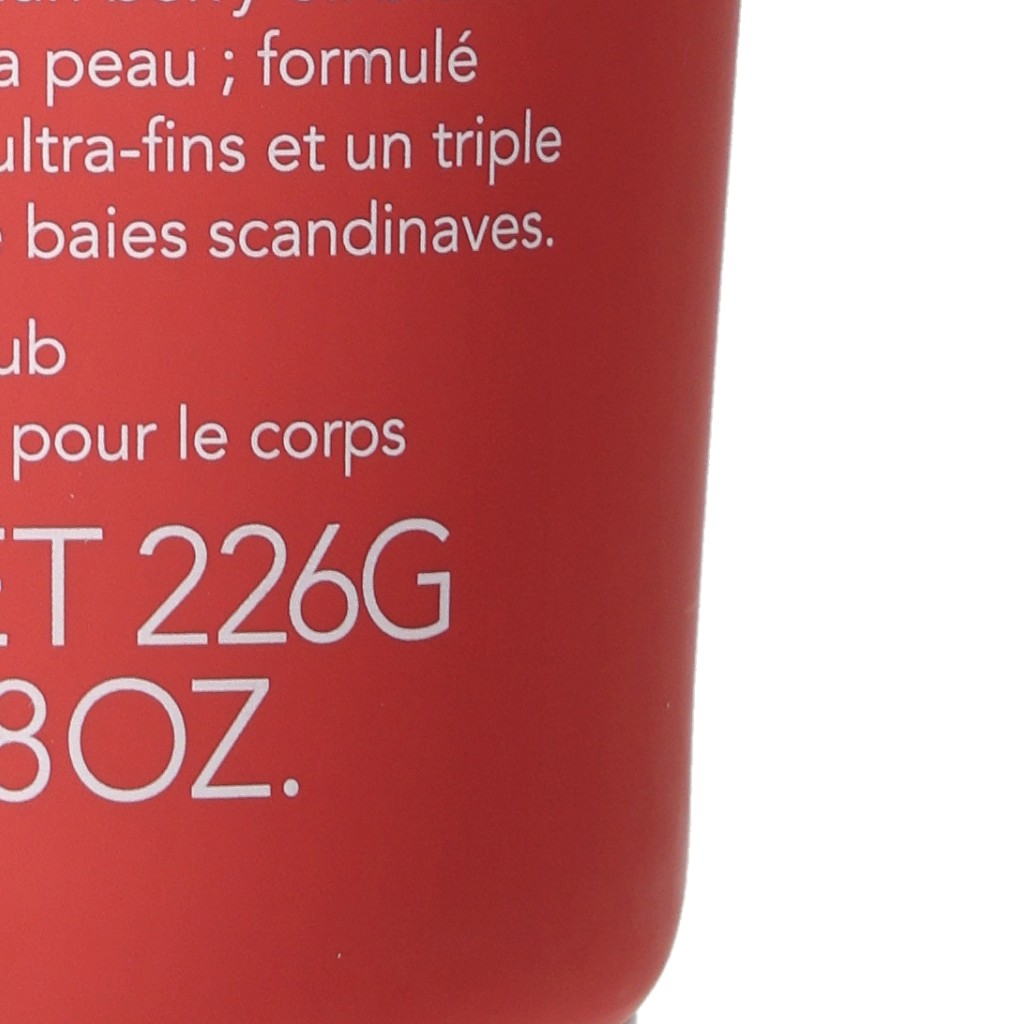 a peau ; formulé
ultra-fins et un triple
baies scandinaves.
ub
pour le corps
ET 226G
8OZ.